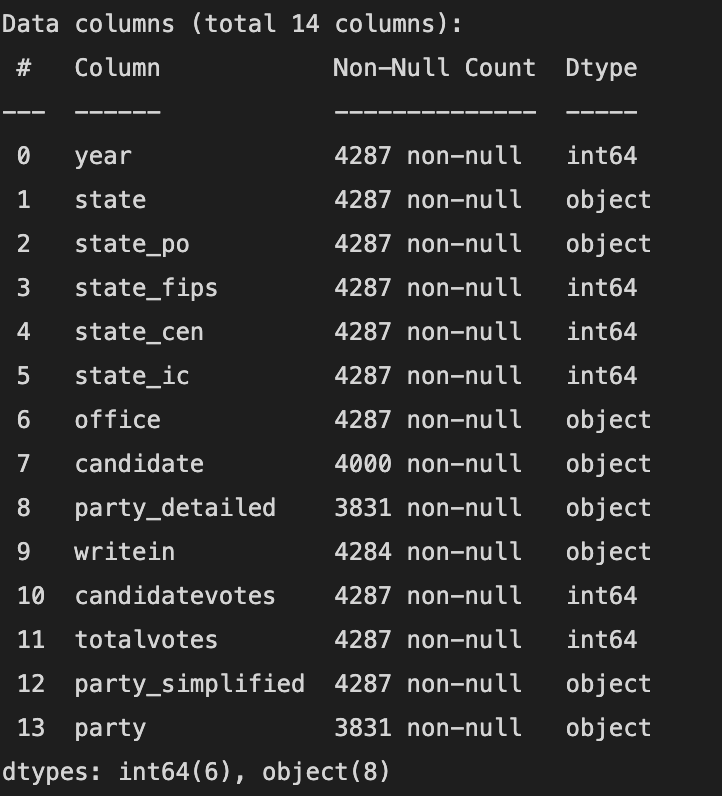 Data columns (total 14 columns):
 #   Column            Non-Null Count  Dtype
---  ------            --------------  -----
 0   year              4287 non-null   int64
 1   state             4287 non-null   object
 2   state_po          4287 non-null   object
 3   state_fips        4287 non-null   int64
 4   state_cen         4287 non-null   int64
 5   state_ic          4287 non-null   int64
 6   office            4287 non-null   object
 7   candidate         4000 non-null   object
 8   party_detailed    3831 non-null   object
 9   writein           4284 non-null   object
 10  candidatevotes    4287 non-null   int64
 11  totalvotes        4287 non-null   int64
 12  party_simplified  4287 non-null   object
 13  party             3831 non-null   object
dtypes: int64(6), object(8)